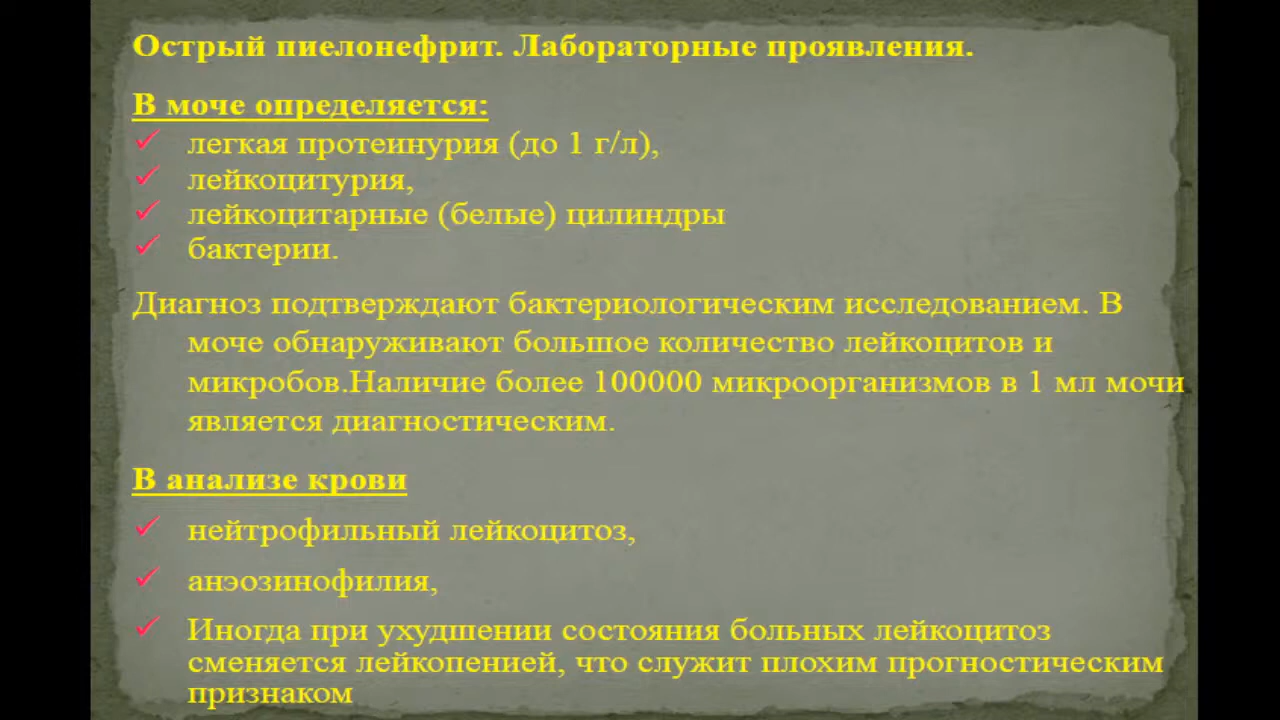 Острый пиелонефрит. Лабораторные проявления.
В моче определяется:
легкая протеинурия (до 1 г/л),
лейкоцитурия,
лейкоцитарные (белые) цилиндры
бактерии.
Диагноз подтверждают бактериологическим исследованием. В
моче обнаруживают большое количество лейкоцитов и
микробов.Наличие более 100000 микроорганизмов в 1 мл мочи
является диагностическим.
В анализе крови
нейтрофильный лейкоцитоз,
анэозинофилия,
Иногда при ухудшении состояния больных лейкоцитоз
сменяется лейкопенией, что служит плохим прогностическим
признаком